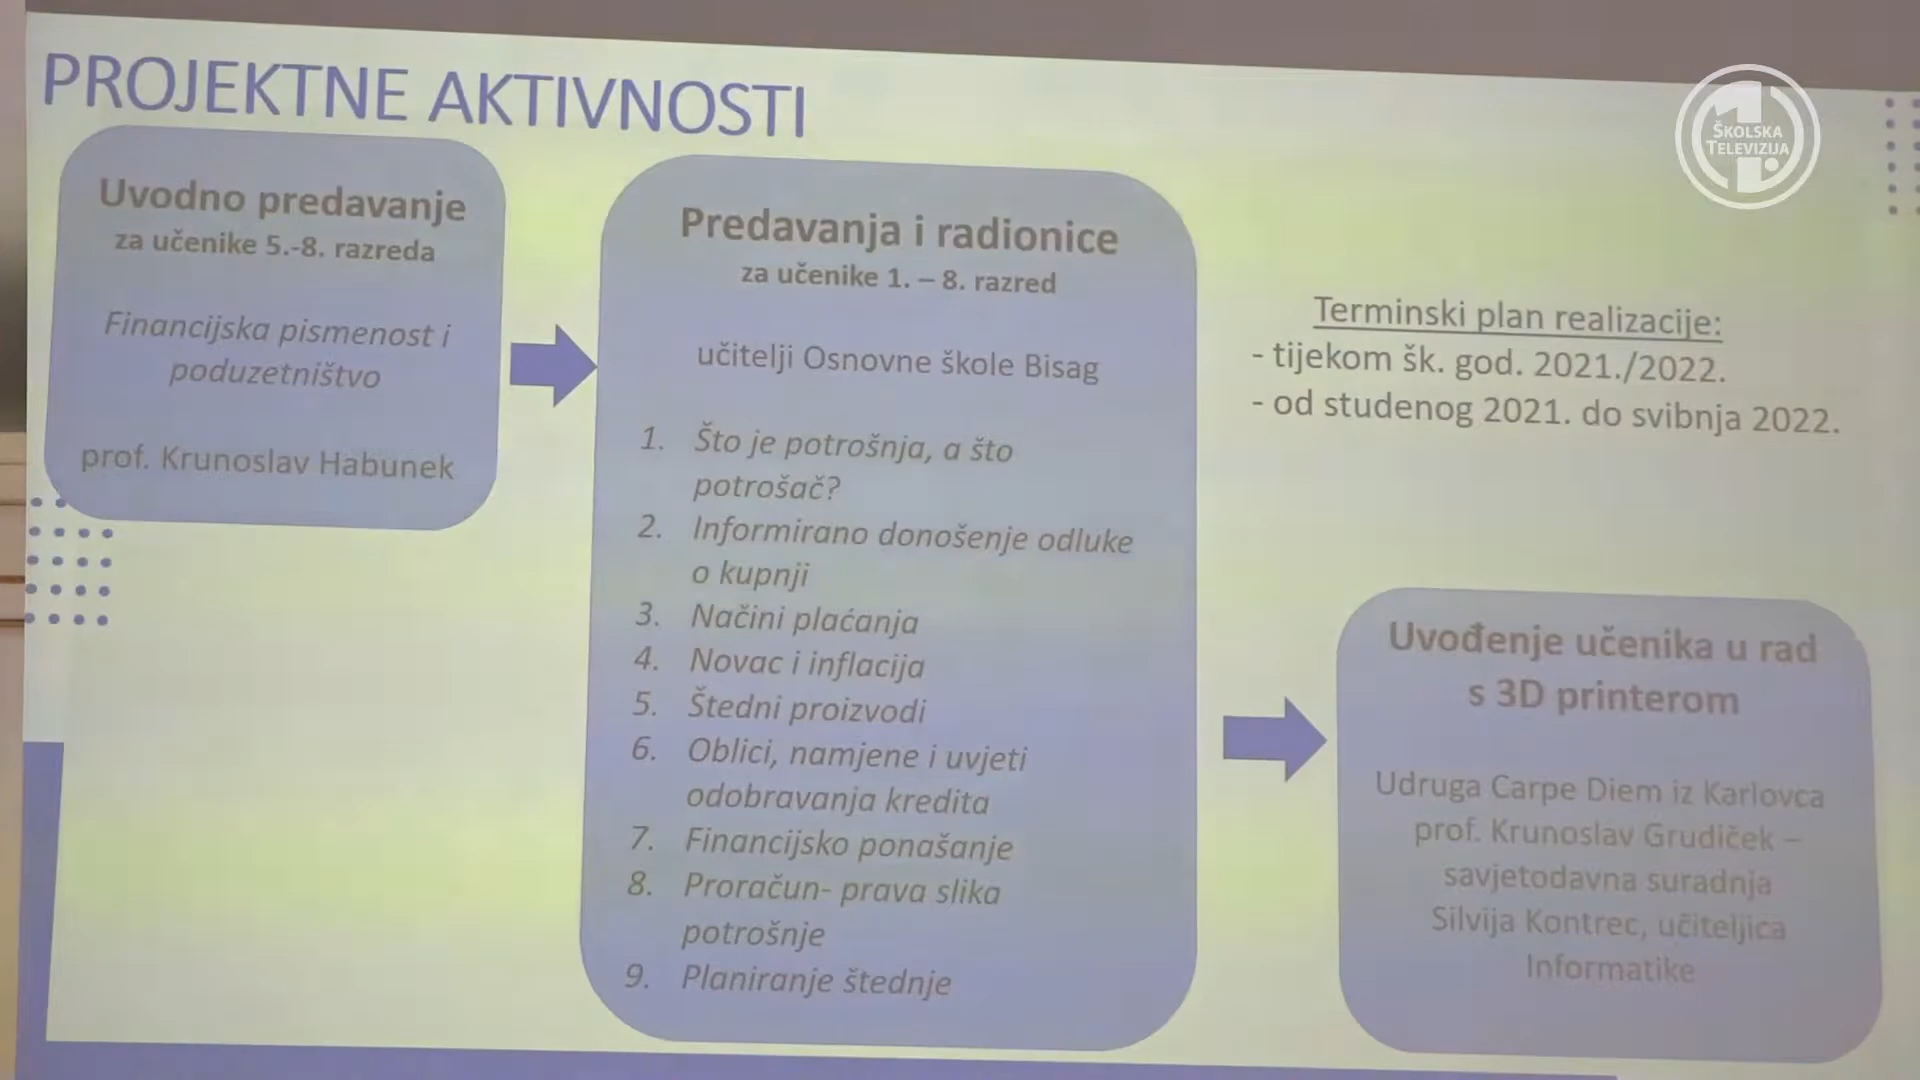 PROJEKTNE AKTIVNOSTI
Uvodno predavanje
za učenike 5.-8. razreda
Financijska pismenost i
poduzetništvo
prof. Krunoslav Habunek
Predavanja i radionice
za učenike 1. – 8. razred
učitelji Osnovne škole Bisag
1. Što je potrošnja, a što
potrošač?
2. Informirano donošenje odluke
o kupnji
3. Načini plaćanja
4. Novac i inflacija
5. Štedni proizvodi
6. Oblici, namjene i uvjeti
odobravanja kredita
7. Financijsko ponašanje
8. Proračun- prava slika
potrošnje
9. Planiranje štednje
Terminski plan realizacije:
- tijekom šk. god. 2021./2022.
- od studenog 2021. do svibnja 2022.
Uvođenje učenika u rad
s 3D printerom
Udruga Carpe Diem iz Karlovca
prof. Krunoslav Grudiček –
savjetodavna suradnja
Silvija Kontrec, učiteljica
Informatike
1.
ŠKOLSKA
TELEVIZIJA